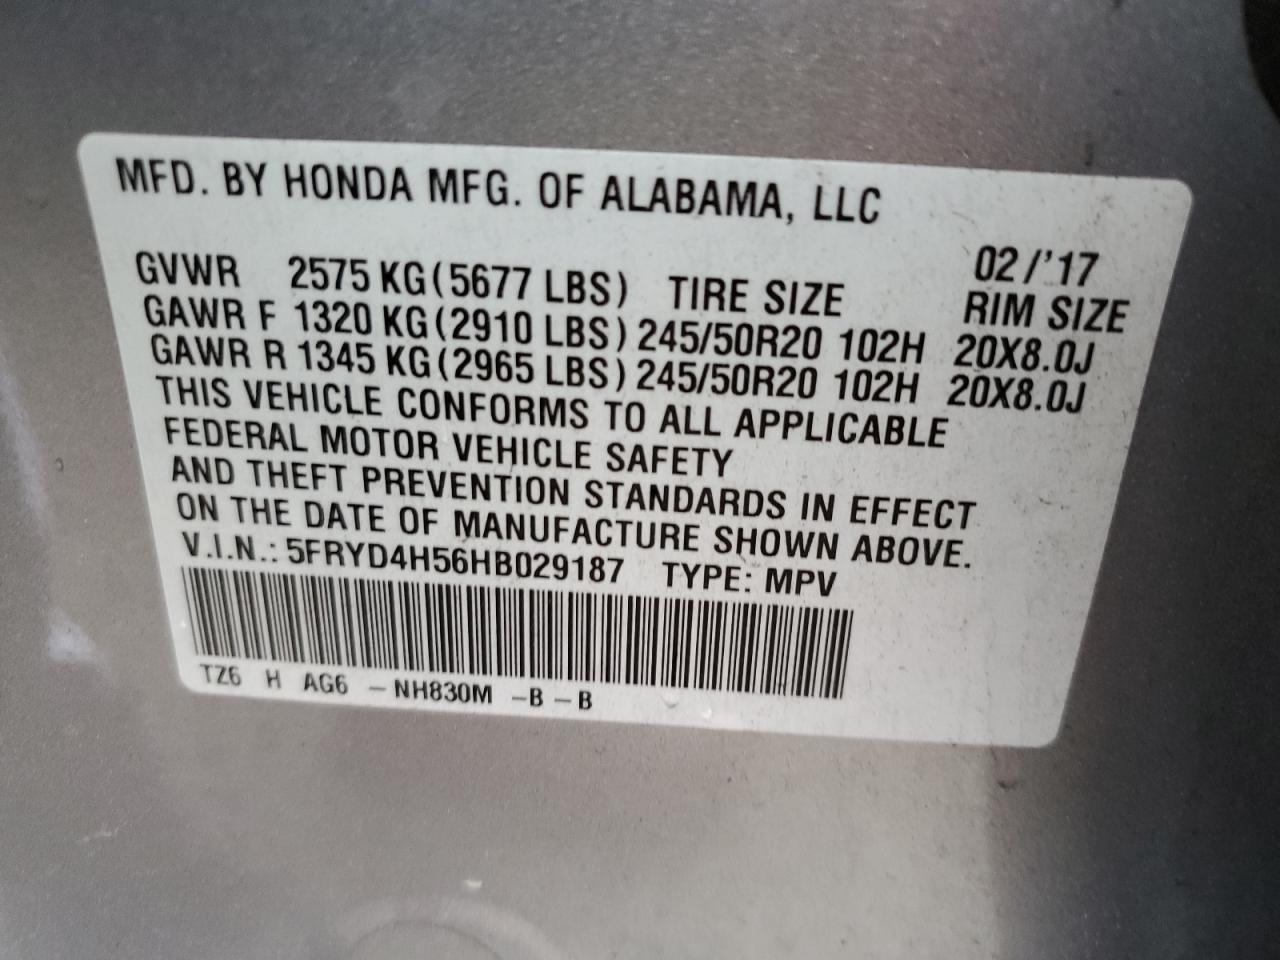 MFD. BY HONDA MFG. OF ALABAMA, LLC
02/'17
GVWR 2575 KG(5677 LBS) TIRE SIZE RIM SIZE
GAWR F 1320 KG(2910 LBS) 245/50R20 102H 20X8.0J
GAWR R 1345 KG(2965 LBS) 245/50R20 102H 20X8.0J
THIS VEHICLE CONFORMS TO ALL APPLICABLE
FEDERAL MOTOR VEHICLE SAFETY
AND THEFT PREVENTION STANDARDS IN EFFECT
ON THE DATE OF MANUFACTURE SHOWN ABOVE.
V.I.N.: 5FRYD4H56HB029187 TYPE: MPV
TZ6 H AG6 -NH830M -B-B